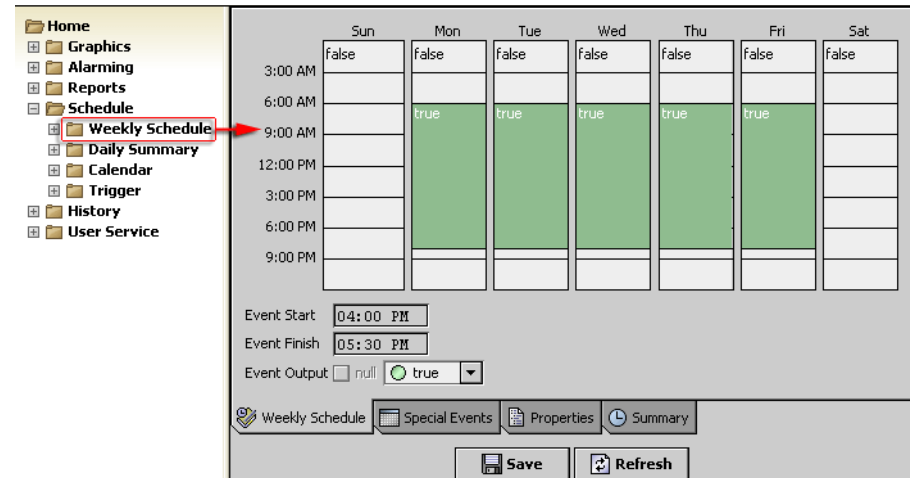 Home
Graphics
Alarming
Reports
Schedule
Weekly Schedule
Daily Summary
Calendar
Trigger
History
User Service
Sun Mon Tue Wed Thu Fri Sat
false false false false false false false
3:00 AM
6:00 AM
true true true true true
9:00 AM
12:00 PM
3:00 PM
6:00 PM
9:00 PM
Event Start 04:00 PM
Event Finish 05:30 PM
Event Output null true
Weekly Schedule Special Events Properties Summary
Save Refresh